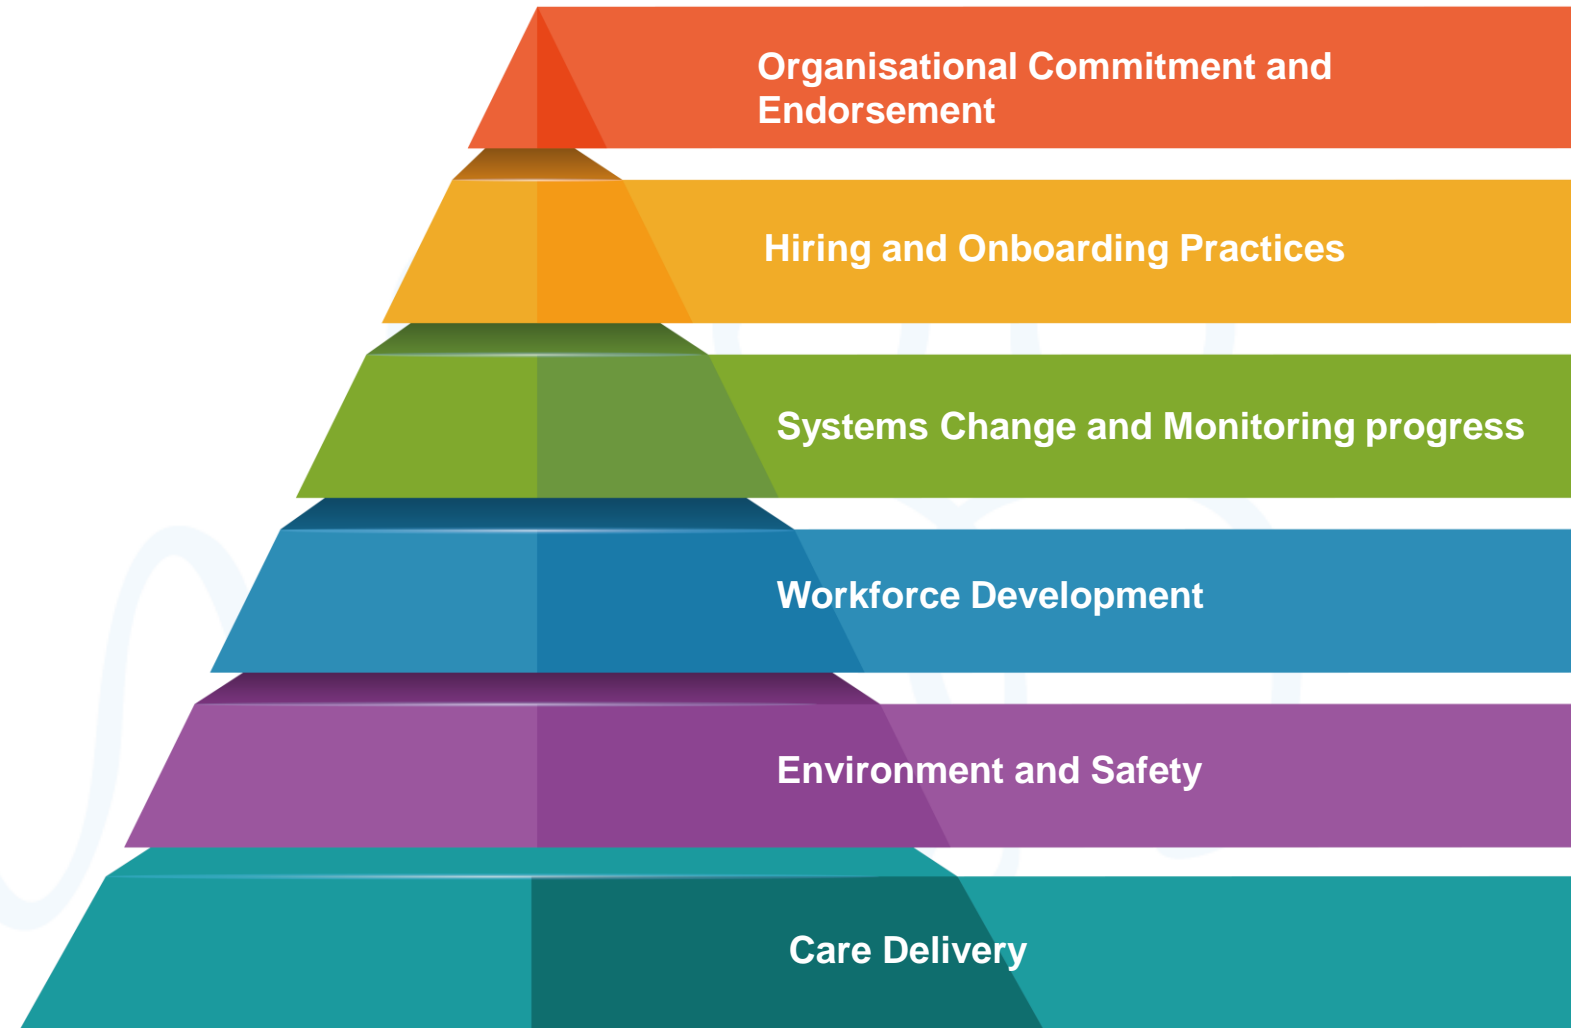 Organisational Commitment and
Endorsement
Hiring and Onboarding Practices
Systems Change and Monitoring progress
Workforce Development
Environment and Safety
Care Delivery